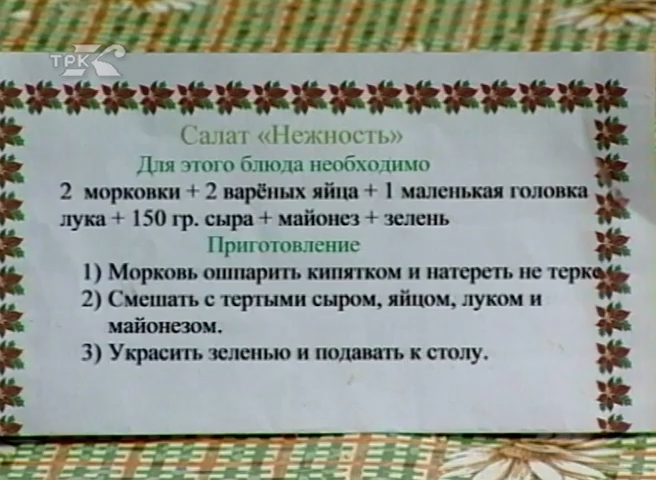 ТРК
Салат «Нежность»
Для этого блюда необходимо
2 морковки + 2 варёных яйца + 1 маленькая головка
лука + 150 гр. сыра + майонез + зелень
Приготовление
1) Морковь ошпарить кипятком и натереть не терке
2) Смешать с тертыми сыром, яйцом, луком и
майонезом.
3) Украсить зеленью и подавать к столу.